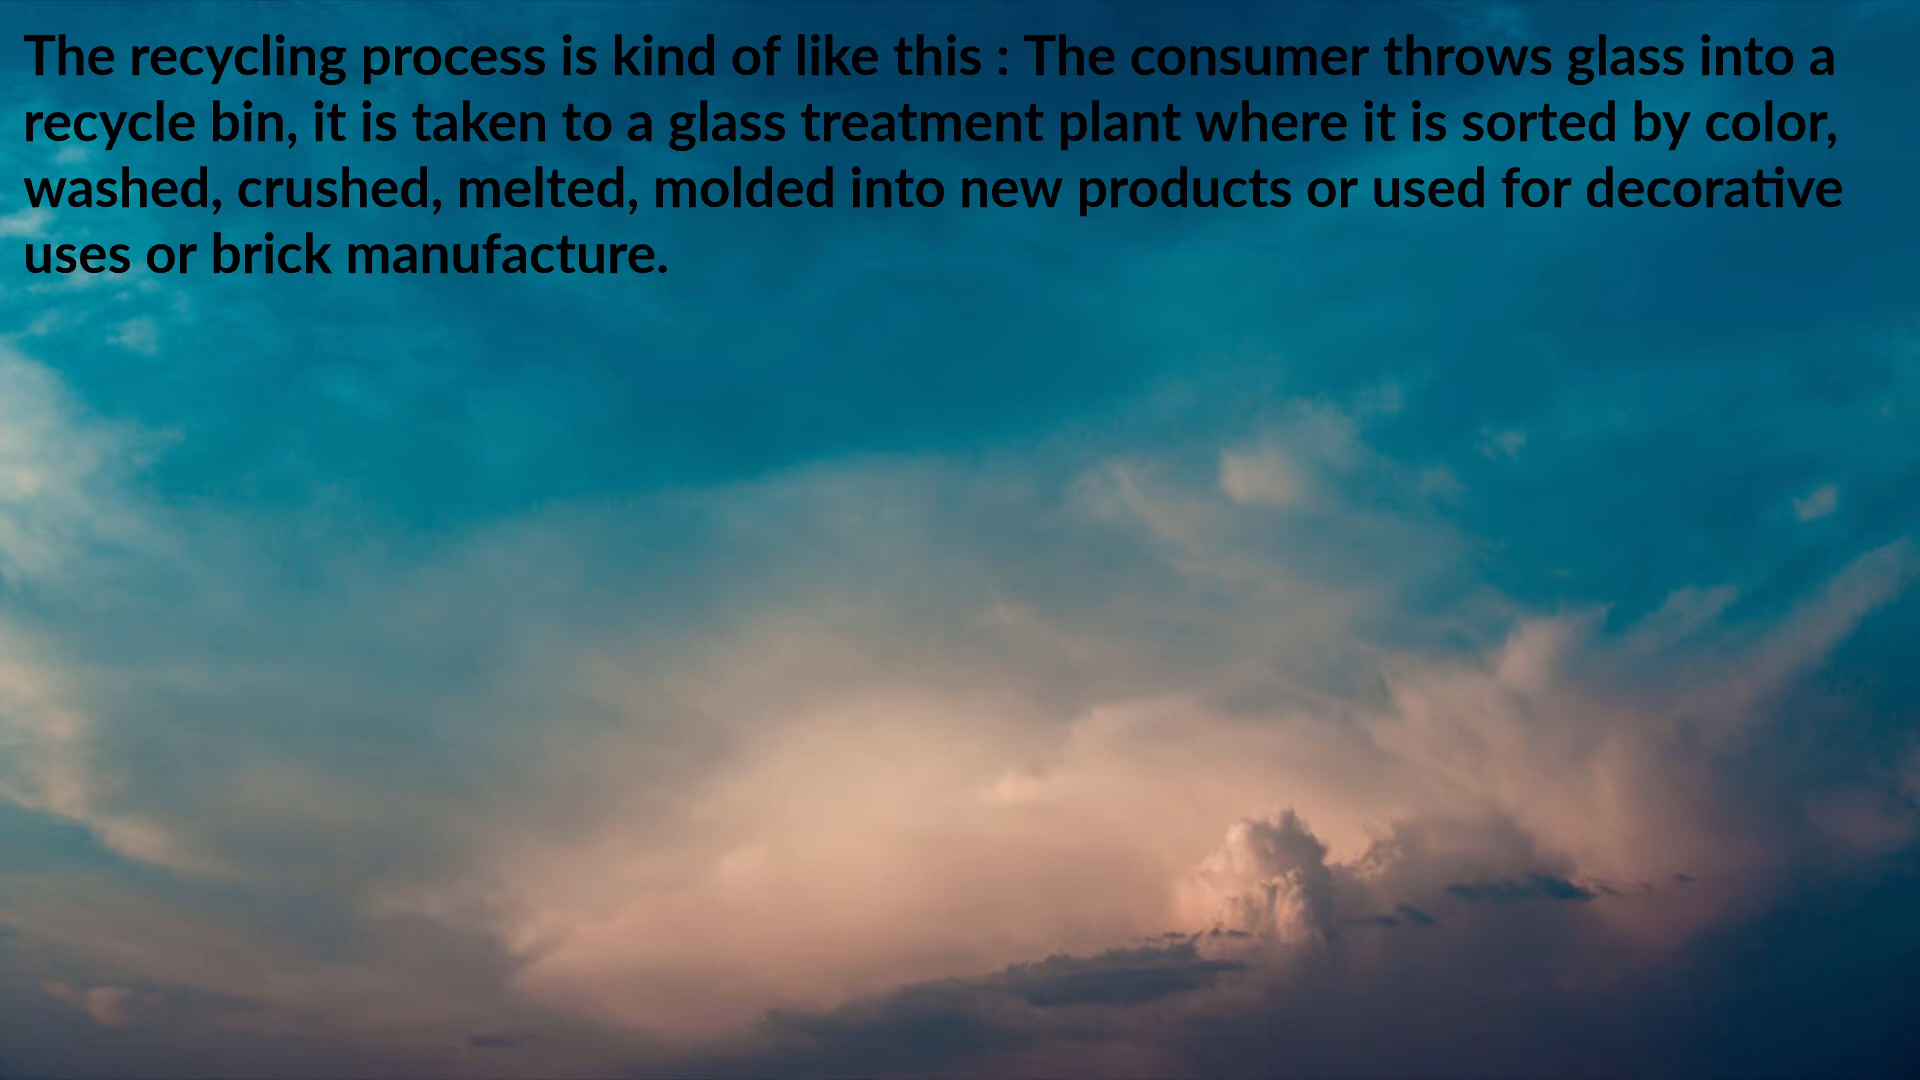 The recycling process is kind of like this : The consumer throws glass into a
recycle bin, it is taken to a glass treatment plant where it is sorted by color,
washed, crushed, melted, molded into new products or used for decorative
uses or brick manufacture.